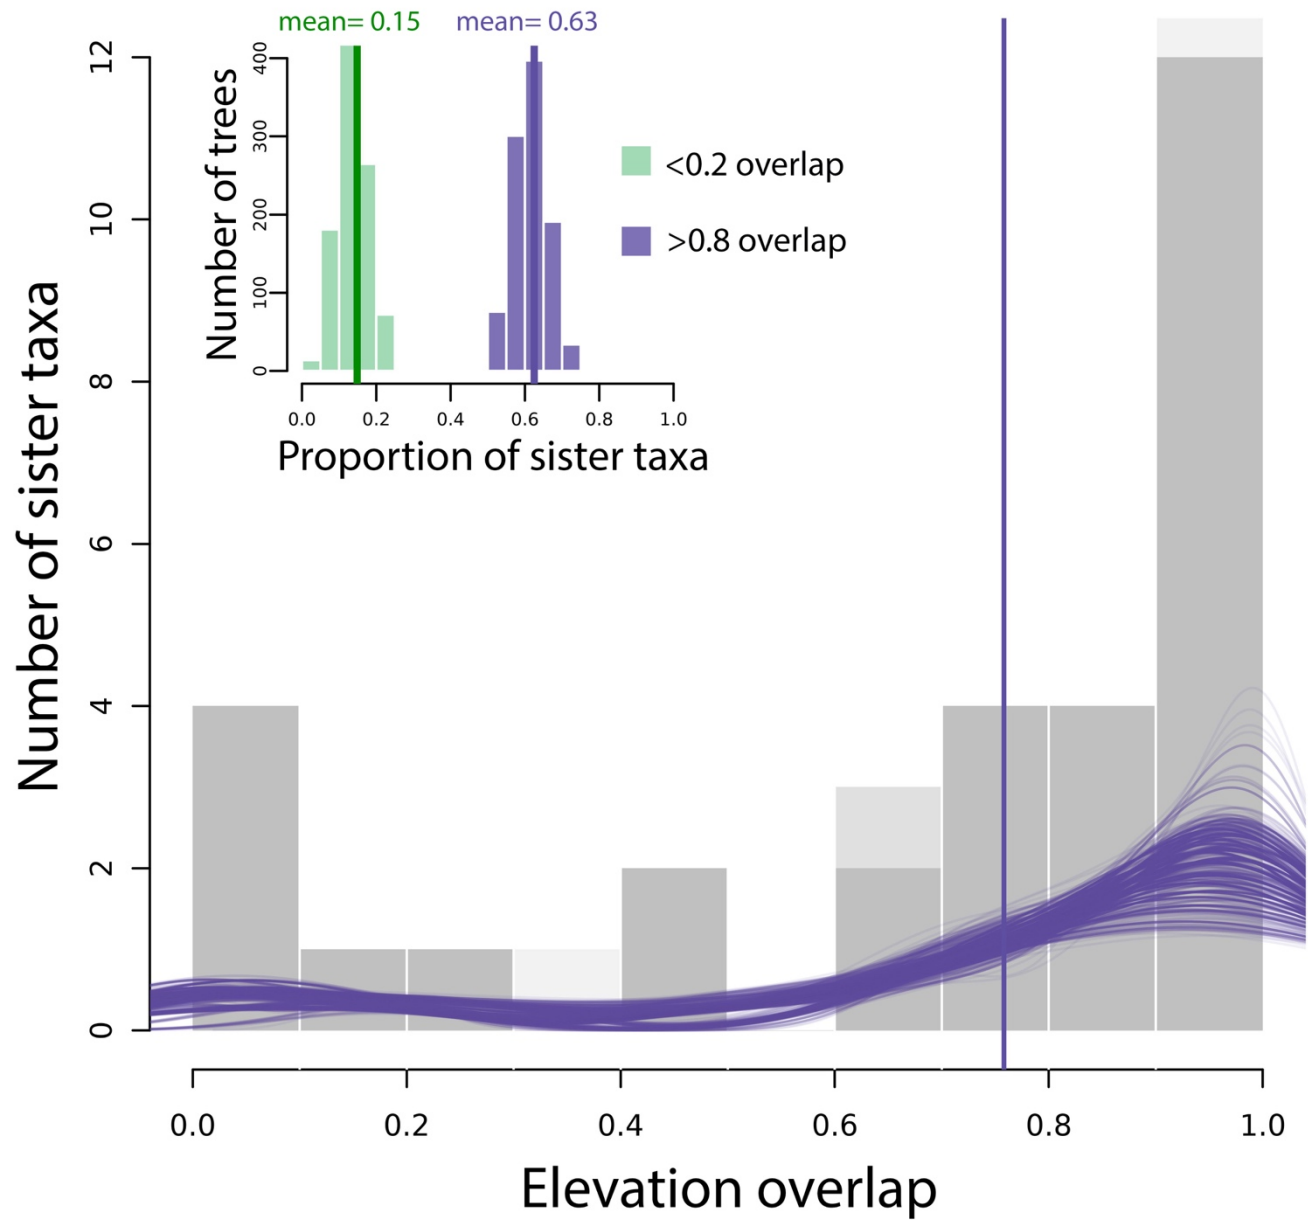 mean= 0.15 mean= 0.63
Number of trees
400
300
200
100
0
<0.2 overlap
>0.8 overlap
0.0 0.2 0.4 0.6 0.8 1.0
Proportion of sister taxa
Number of sister taxa
12
10
8
6
4
2
0
0.0 0.2 0.4 0.6 0.8 1.0
Elevation overlap